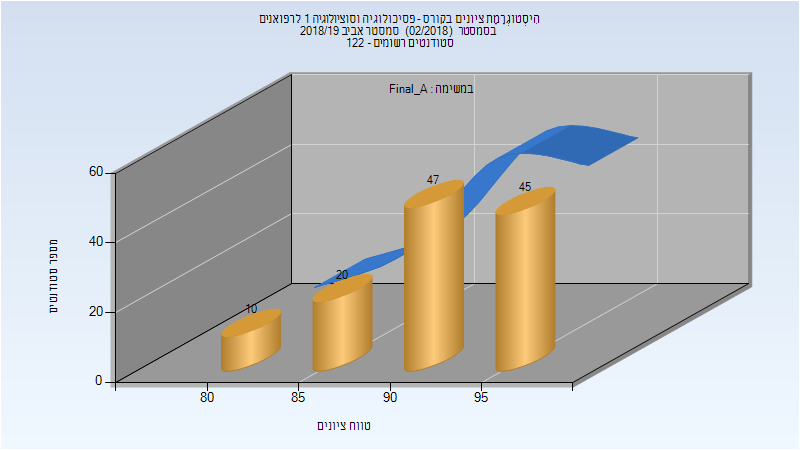 היסטוגרמת ציונים בקורס - פסיכולוגיה וסוציולוגיה 1 לרפואנים
בסמסטר (02/2018) סמסטר אביב 2018/19
סטודנטים רשומים - 122
במשימה : Final_A
60
40
20
0
מספר סטודנטים
10
20
47
45
80
85
90
95
טווח ציונים